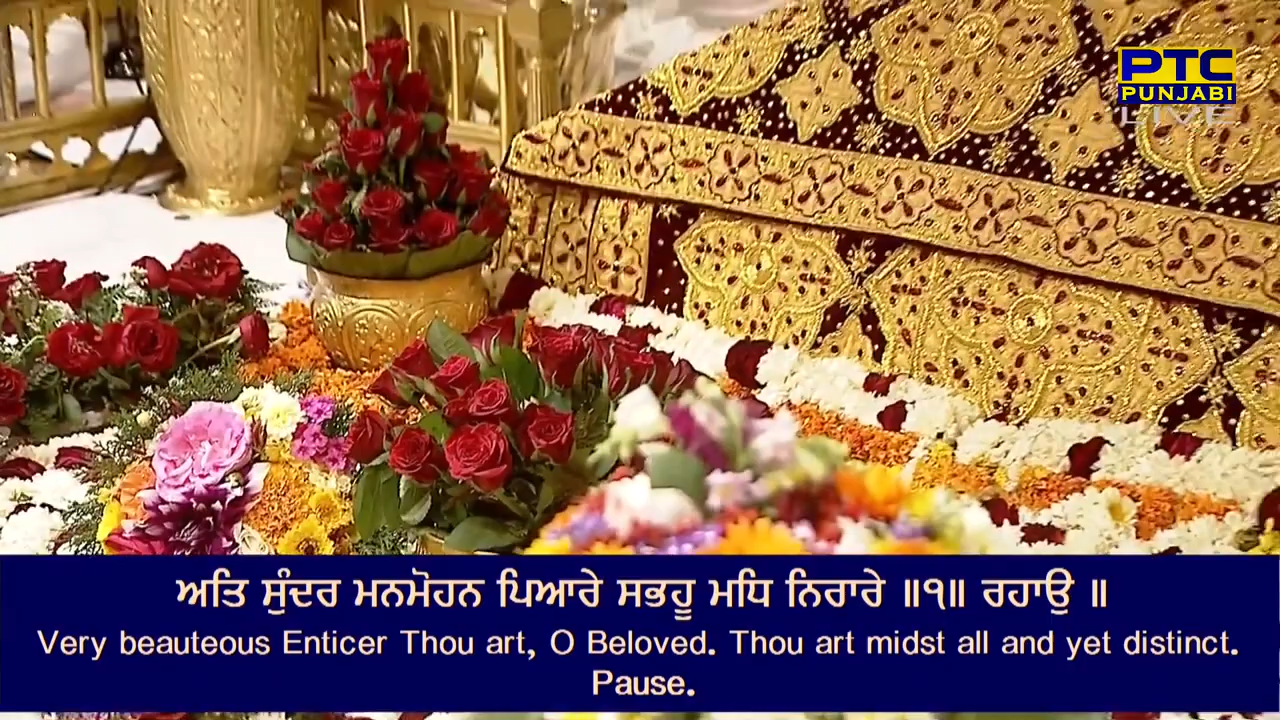 PTC
PUNJABI
LIVE
ਅਤਿ ਸੁੰਦਰ ਮਨਮੋਹਨ ਪਿਆਰੇ ਸਭਹੂ ਮਧਿ ਨਿਰਾਰੇ ॥੧॥ ਰਹਾਉ ॥
Very beauteous Enticer Thou art, O Beloved. Thou art midst all and yet distinct.
Pause.